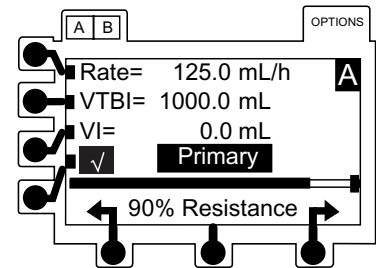 A B OPTIONS
Rate= 125.0 mL/h A
VTBI= 1000.0 mL
VI= 0.0 mL
√ Primary
90% Resistance